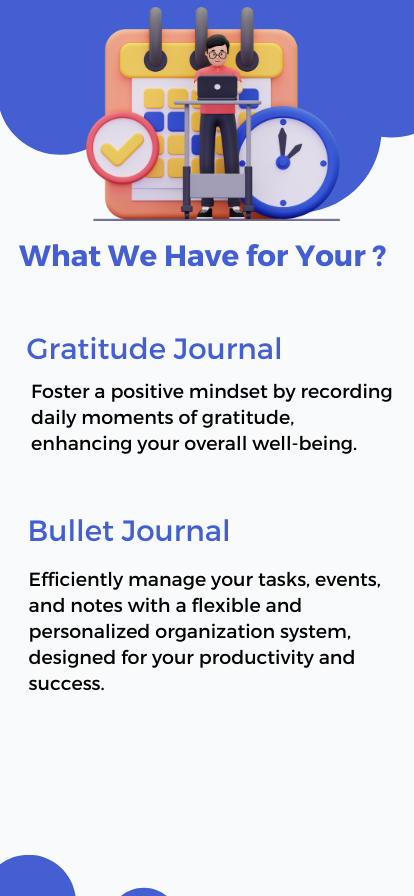 What We Have for Your ?
Gratitude Journal
Foster a positive mindset by recording
daily moments of gratitude,
enhancing your overall well-being.
Bullet Journal
Efficiently manage your tasks, events,
and notes with a flexible and
personalized organization system,
designed for your productivity and
success.